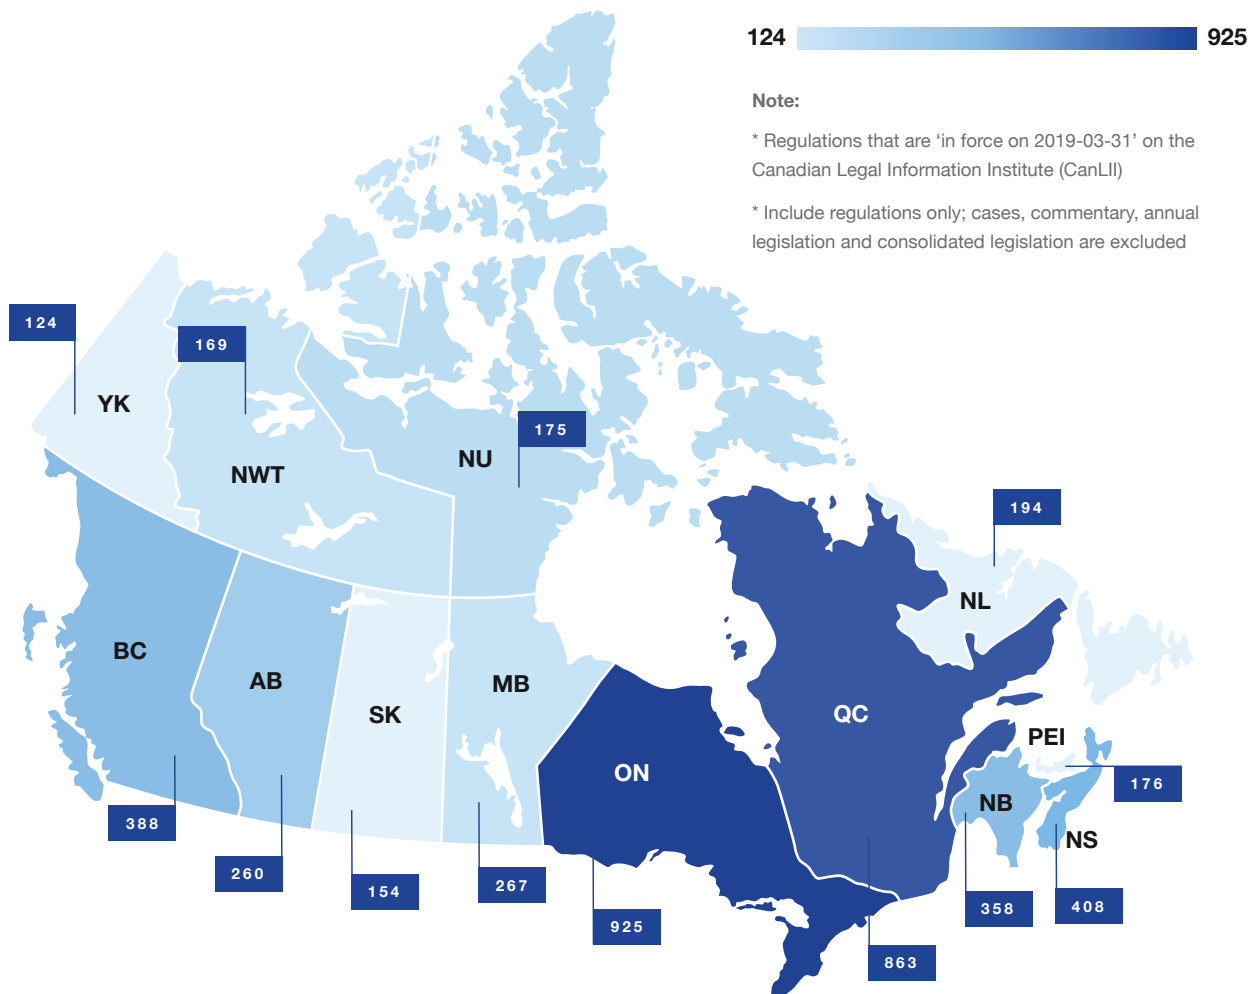 124 925
Note:
* Regulations that are ‘in force on 2019-03-31’ on the
Canadian Legal Information Institute (CanLII)
* Include regulations only; cases, commentary, annual
legislation and consolidated legislation are excluded
124
169
YK
175
NU
NWT
194
NL
BC
AB
MB
SK
QC
PEI
ON
176
NB
NS
388
260
154
267
358
408
925
863